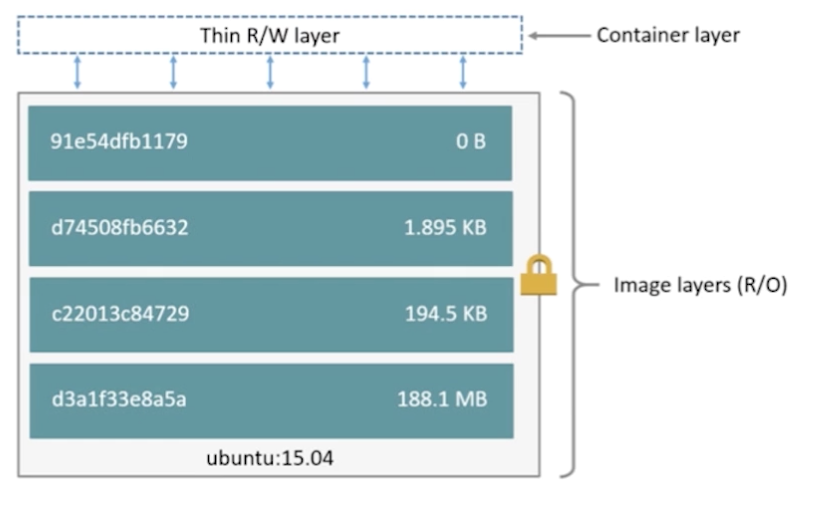 Thin R/W layer
Container layer
91e54dfb1179 0 B
d74508fb6632 1.895 KB
c22013c84729 194.5 KB
Image layers (R/O)
d3a1f33e8a5a 188.1 MB
ubuntu:15.04